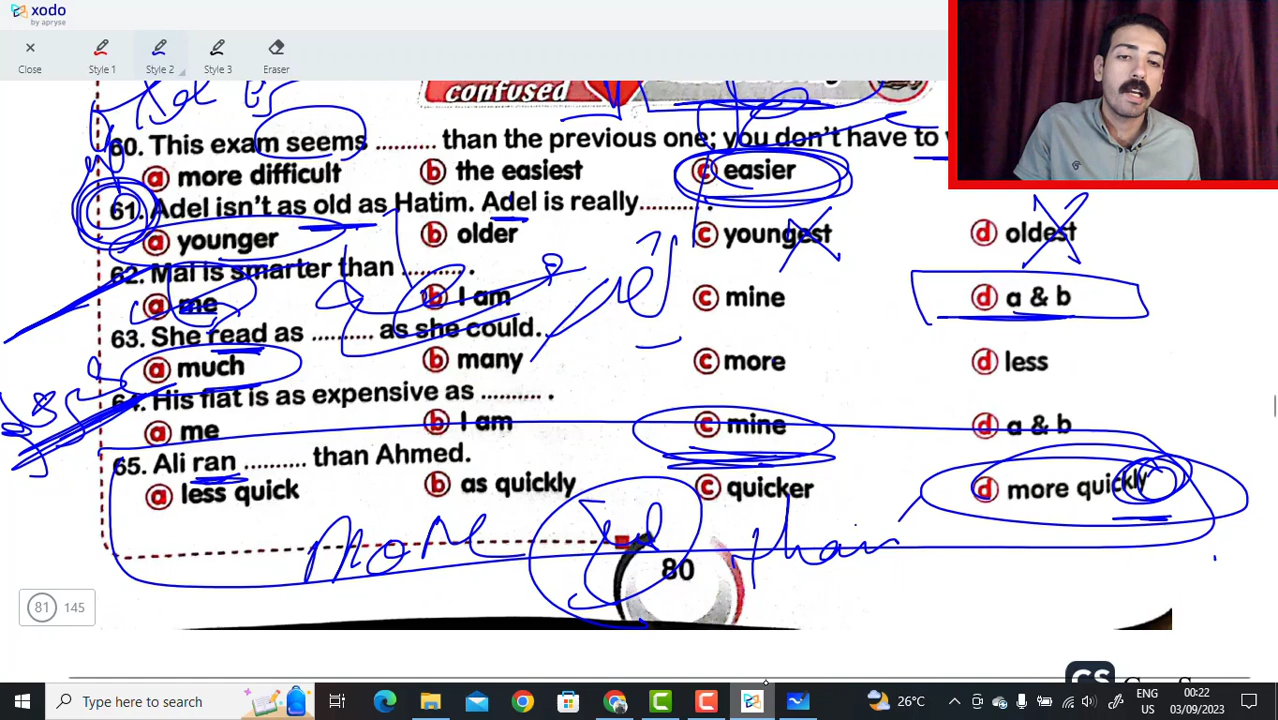 xodo
by apryse
Close
Style 1
Style 2
Style 3
Eraser
confused
60. This exam seems .......... than the previous one; you don't have to
a more difficult b the easiest c easier
61. Adel isn't as old as Hatim. Adel is really.......... .
a younger b older c youngest d oldest
62. Mai is smarter than .......... .
a me b I am c mine d a & b
63. She read as .......... as she could.
a much b many c more d less
64. His flat is as expensive as .......... .
a me b I am c mine d a & b
65. Ali ran .......... than Ahmed.
a less quick b as quickly c quicker d more quickly
more than
80
81 145
Type here to search
26°C
ENG
US
00:22
03/09/2023